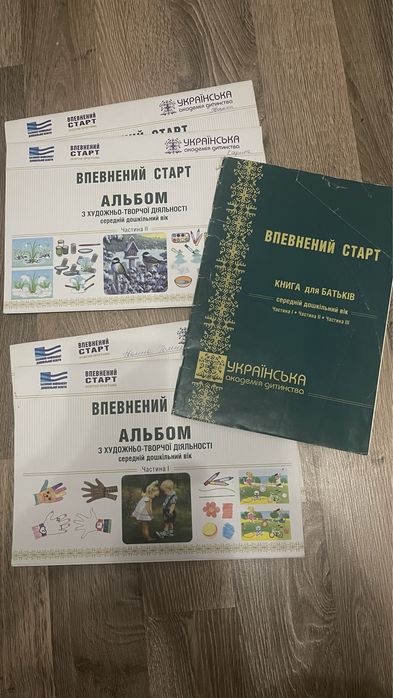 ВПЕВНЕНИЙ
СТАРТ
УКРАЇНСЬКА
АКАДЕМІЯ ДИТИНСТВА
СТАРТ
ВПЕВНЕНИЙ
СТАРТ
УКРАЇНСЬКА
АКАДЕМІЯ ДИТИНСТВА
ВПЕВНЕНИЙ СТАРТ
АЛЬБОМ
З ХУДОЖНЬО-ТВОРЧОЇ ДІЯЛЬНОСТІ
середній дошкільний вік
Частина II
ВПЕВНЕНИЙ СТАРТ
КНИГА для БАТЬКІВ
середній дошкільний вік
Частина I • Частина II • Частина III
УКРАЇНСЬКА
АКАДЕМІЯ ДИТИНСТВА
ВПЕВНЕНИЙ
СТАРТ
ВПЕВНЕНИЙ
СТАРТ
ВПЕВНЕНИЙ
АЛЬБОМ
З ХУДОЖНЬО-ТВОРЧОЇ ДІЯЛЬНОСТІ
середній дошкільний вік
Частина I